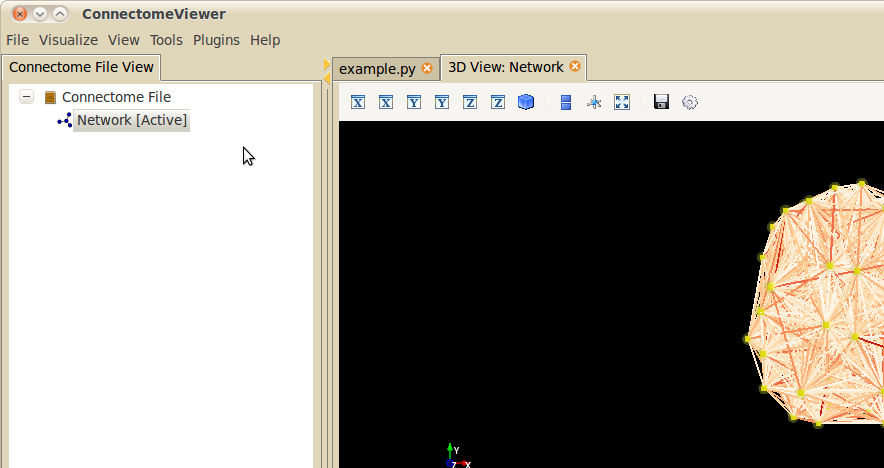 ConnectomeViewer
File Visualize View Tools Plugins Help
Connectome File View
example.py 3D View: Network
X X Y Y Z Z
Connectome File
Network [Active]
Y
Z X